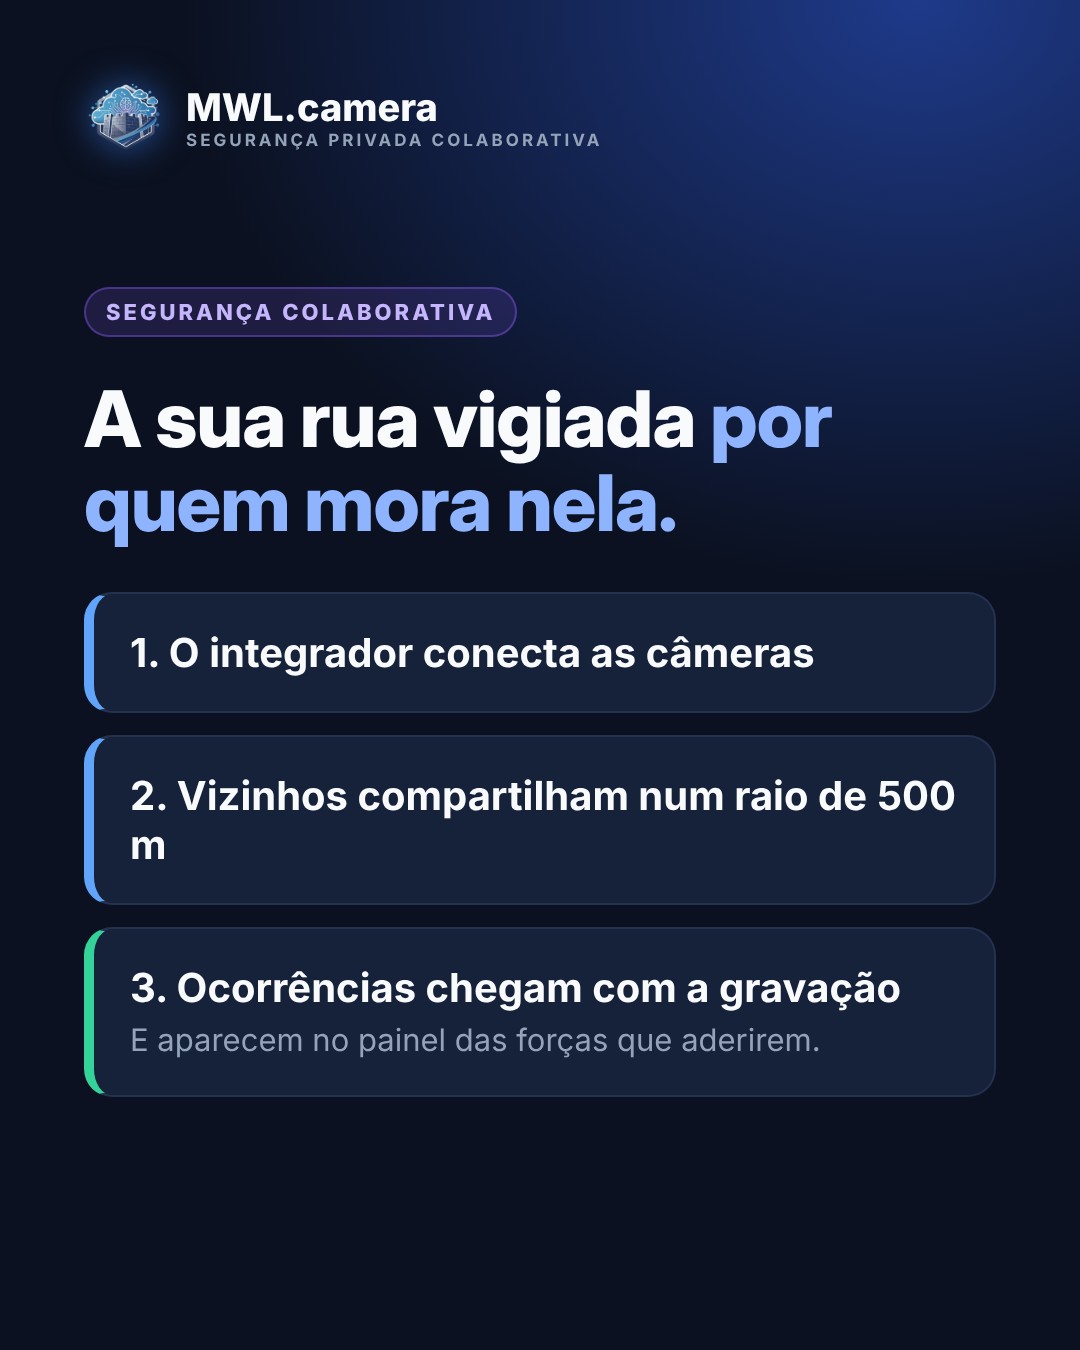 MWL.camera
SEGURANÇA PRIVADA COLABORATIVA
SEGURANÇA COLABORATIVA
A sua rua vigiada por
quem mora nela.
1. O integrador conecta as câmeras
2. Vizinhos compartilham num raio de 500
m
3. Ocorrências chegam com a gravação
E aparecem no painel das forças que aderirem.